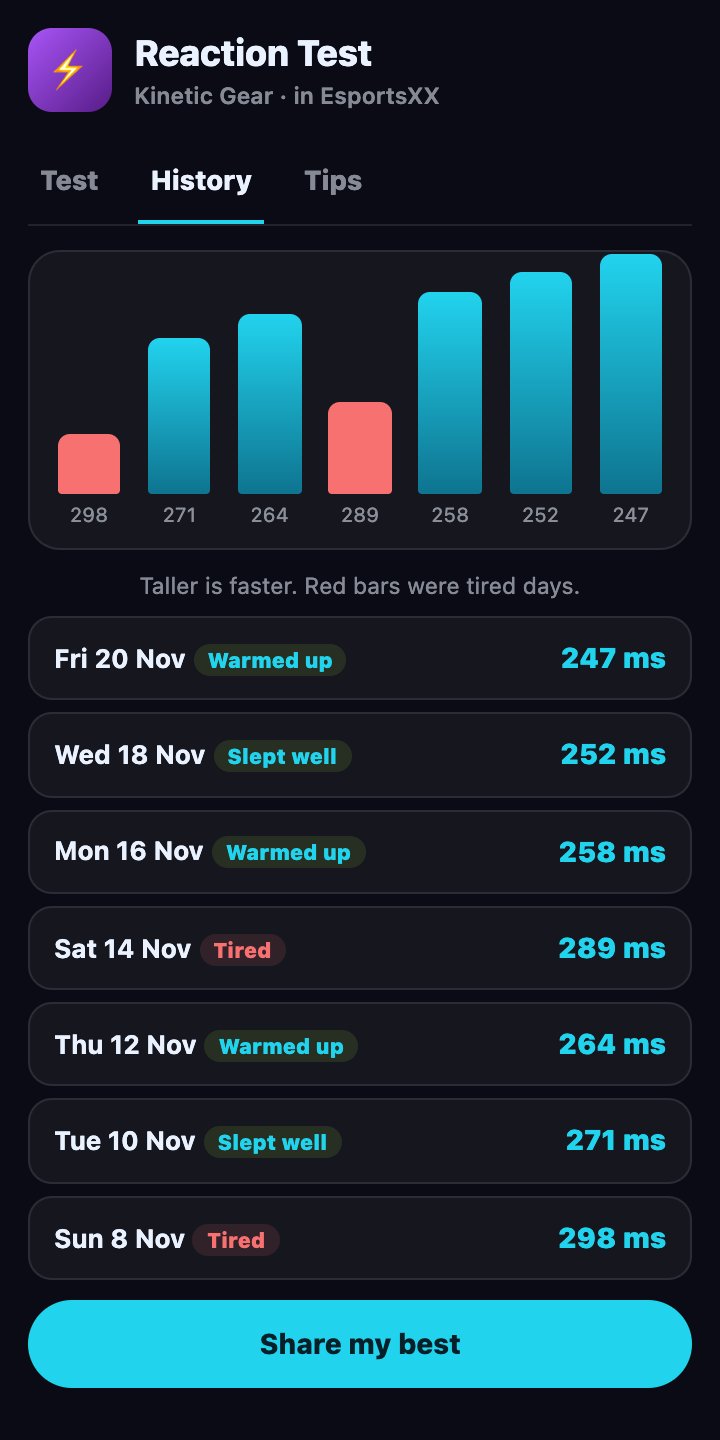 Reaction Test
Kinetic Gear · in EsportsXX
Test History Tips
298 271 264 289 258 252 247
Taller is faster. Red bars were tired days.
Fri 20 Nov Warmed up 247 ms
Wed 18 Nov Slept well 252 ms
Mon 16 Nov Warmed up 258 ms
Sat 14 Nov Tired 289 ms
Thu 12 Nov Warmed up 264 ms
Tue 10 Nov Slept well 271 ms
Sun 8 Nov Tired 298 ms
Share my best